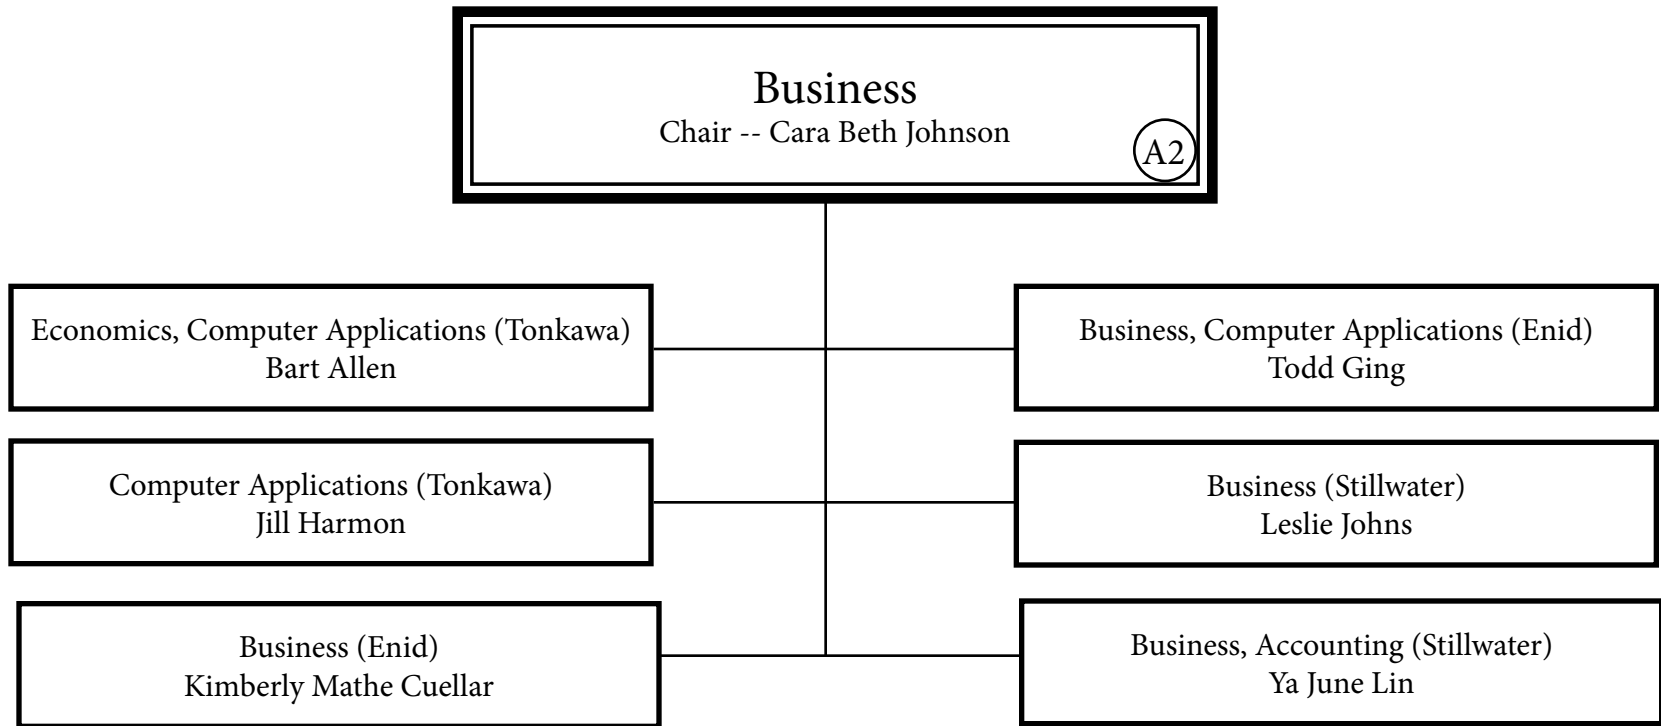 Business
Chair -- Cara Beth Johnson
A2
Economics, Computer Applications (Tonkawa)
Bart Allen
Business, Computer Applications (Enid)
Todd Ging
Computer Applications (Tonkawa)
Jill Harmon
Business (Stillwater)
Leslie Johns
Business (Enid)
Kimberly Mathe Cuellar
Business, Accounting (Stillwater)
Ya June Lin